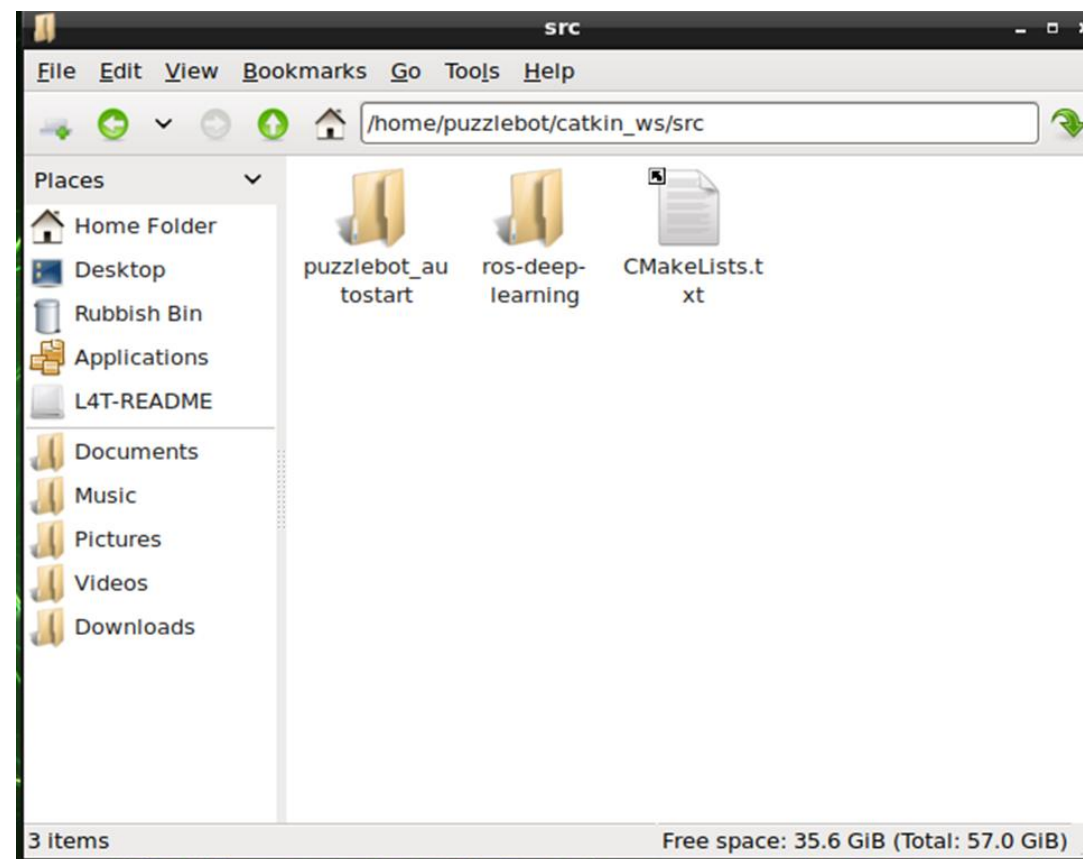 src
File Edit View Bookmarks Go Tools Help
/home/puzzlebot/catkin_ws/src
Places
Home Folder
Desktop
Rubbish Bin
Applications
L4T-README
Documents
Music
Pictures
Videos
Downloads
puzzlebot_au
tostart
ros-deep-
learning
CMakeLists.t
xt
3 items
Free space: 35.6 GiB (Total: 57.0 GiB)